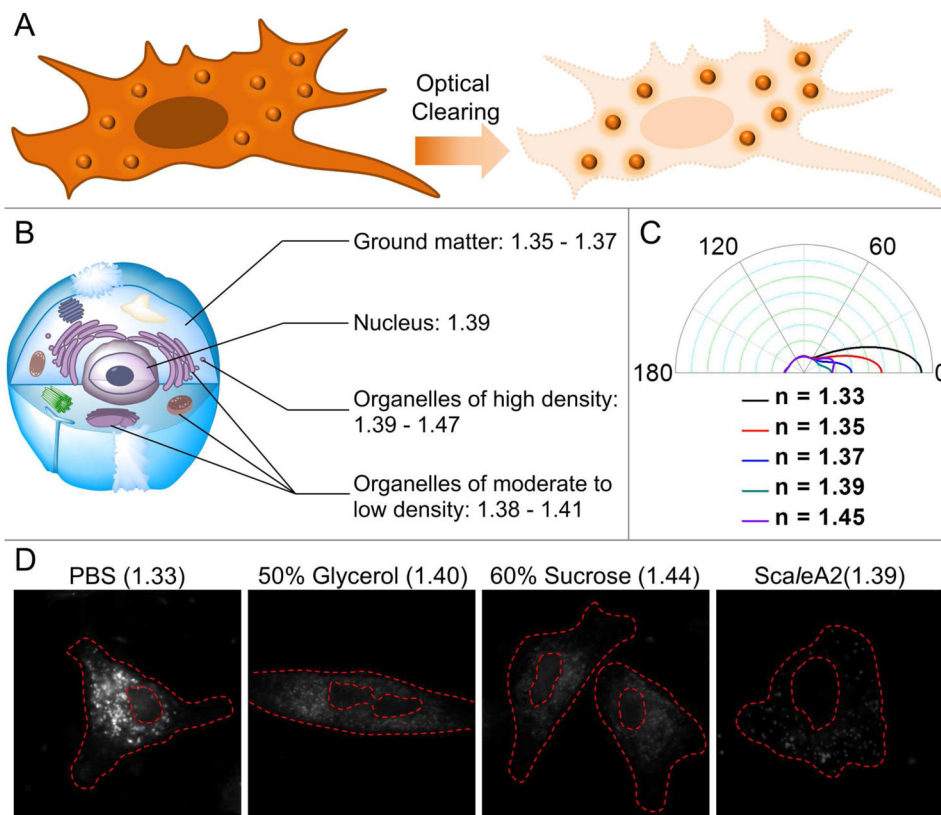 A
Optical
Clearing
B
Ground matter: 1.35 - 1.37
Nucleus: 1.39
Organelles of high density:
1.39 - 1.47
Organelles of moderate to
low density: 1.38 - 1.41
C
120
60
180
0
n = 1.33
n = 1.35
n = 1.37
n = 1.39
n = 1.45
D
PBS (1.33)
50% Glycerol (1.40)
60% Sucrose (1.44)
ScaleA2(1.39)